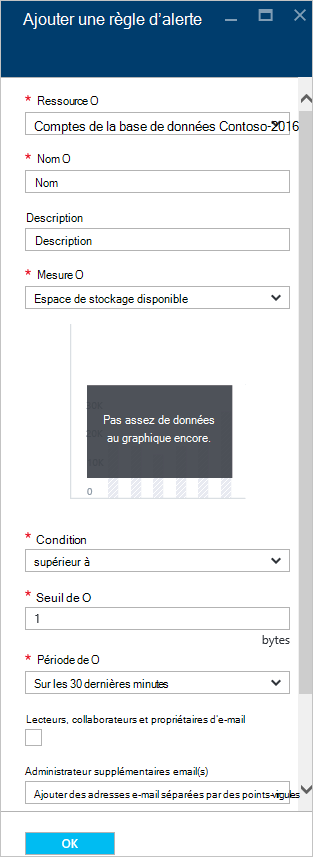 Ajouter une règle d'alerte
* Ressource O
Comptes de la base de données Contoso-2016
* Nom O
Nom
Description
Description
* Mesure O
Espace de stockage disponible
Pas assez de données
au graphique encore.
0
* Condition
supérieur à
* Seuil de O
1
bytes
* Période de O
Sur les 30 dernières minutes
Lecteurs, collaborateurs et propriétaires d'e-mail
Administrateur supplémentaires email(s)
Ajouter des adresses e-mail séparées par des points-virgules
OK